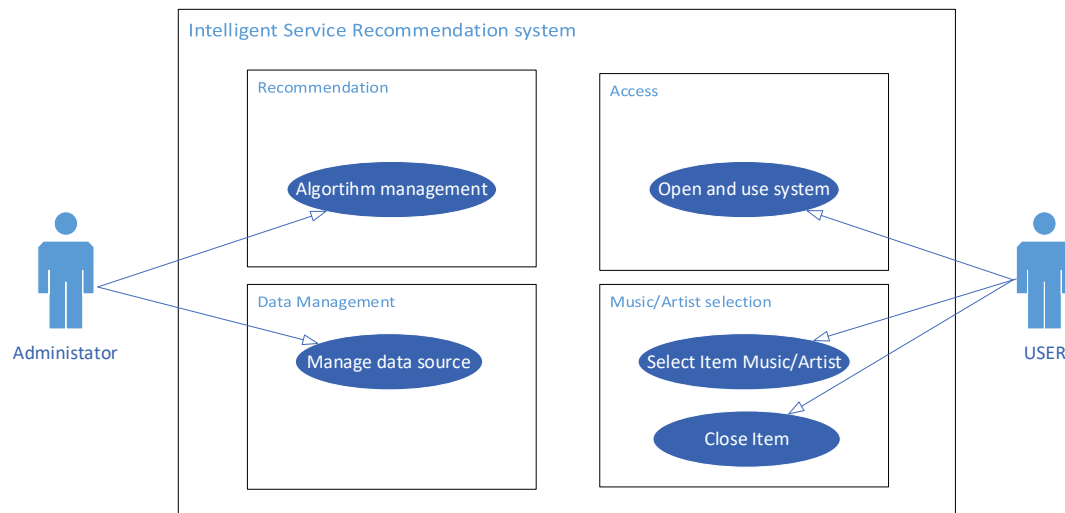 Intelligent Service Recommendation system
Recommendation
Access
Algortihm management
Open and use system
Administator
USER
Data Management
Music/Artist selection
Manage data source
Select Item Music/Artist
Close Item